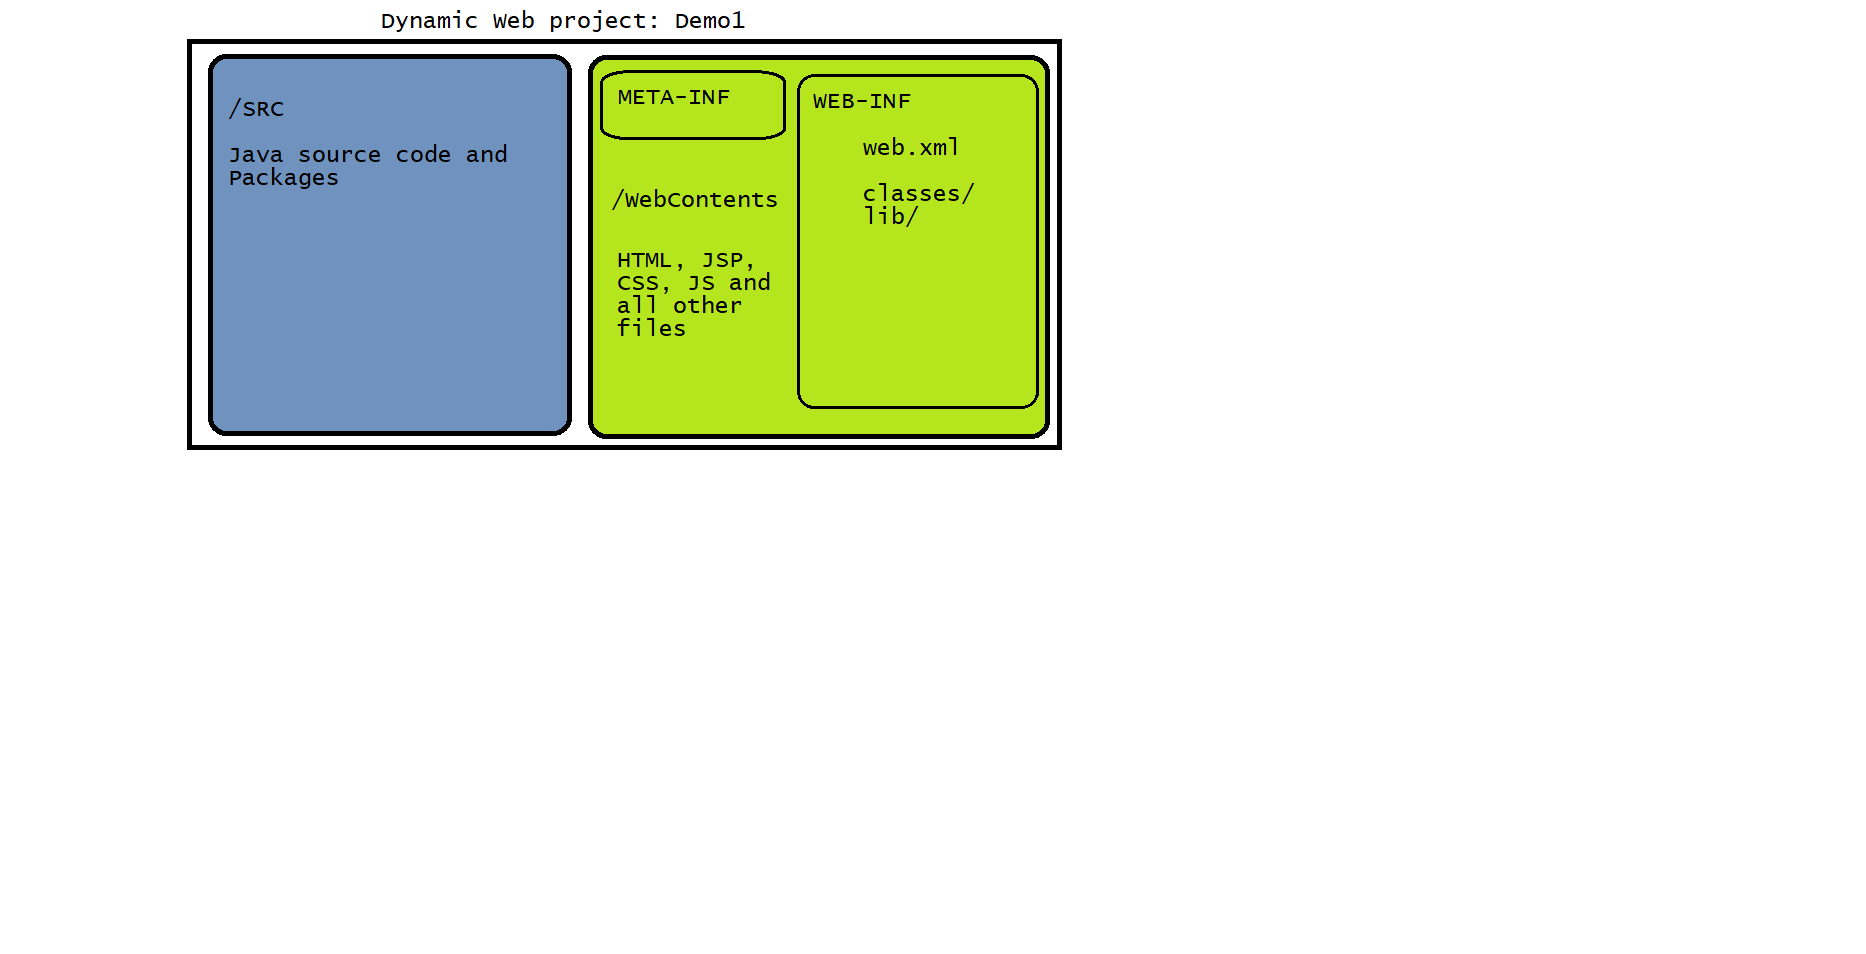 Dynamic Web project: Demo1
/SRC
Java source code and
Packages
META-INF
/WebContents
HTML, JSP,
CSS, JS and
all other
files
WEB-INF
web.xml
classes/
lib/